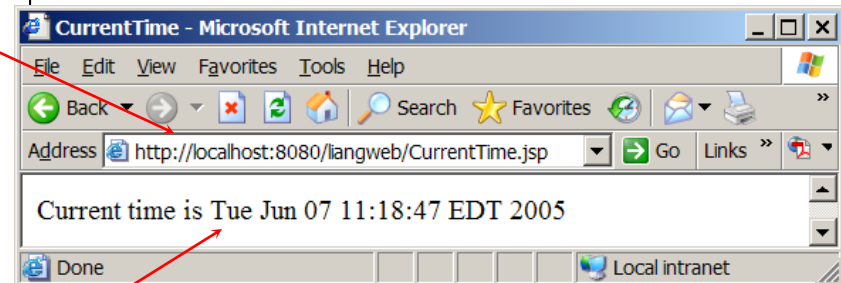 CurrentTime - Microsoft Internet Explorer
File Edit View Favorites Tools Help
Back Search Favorites »
Address http://localhost:8080/liangweb/CurrentTime.jsp Go Links »
Current time is Tue Jun 07 11:18:47 EDT 2005
Done Local intranet